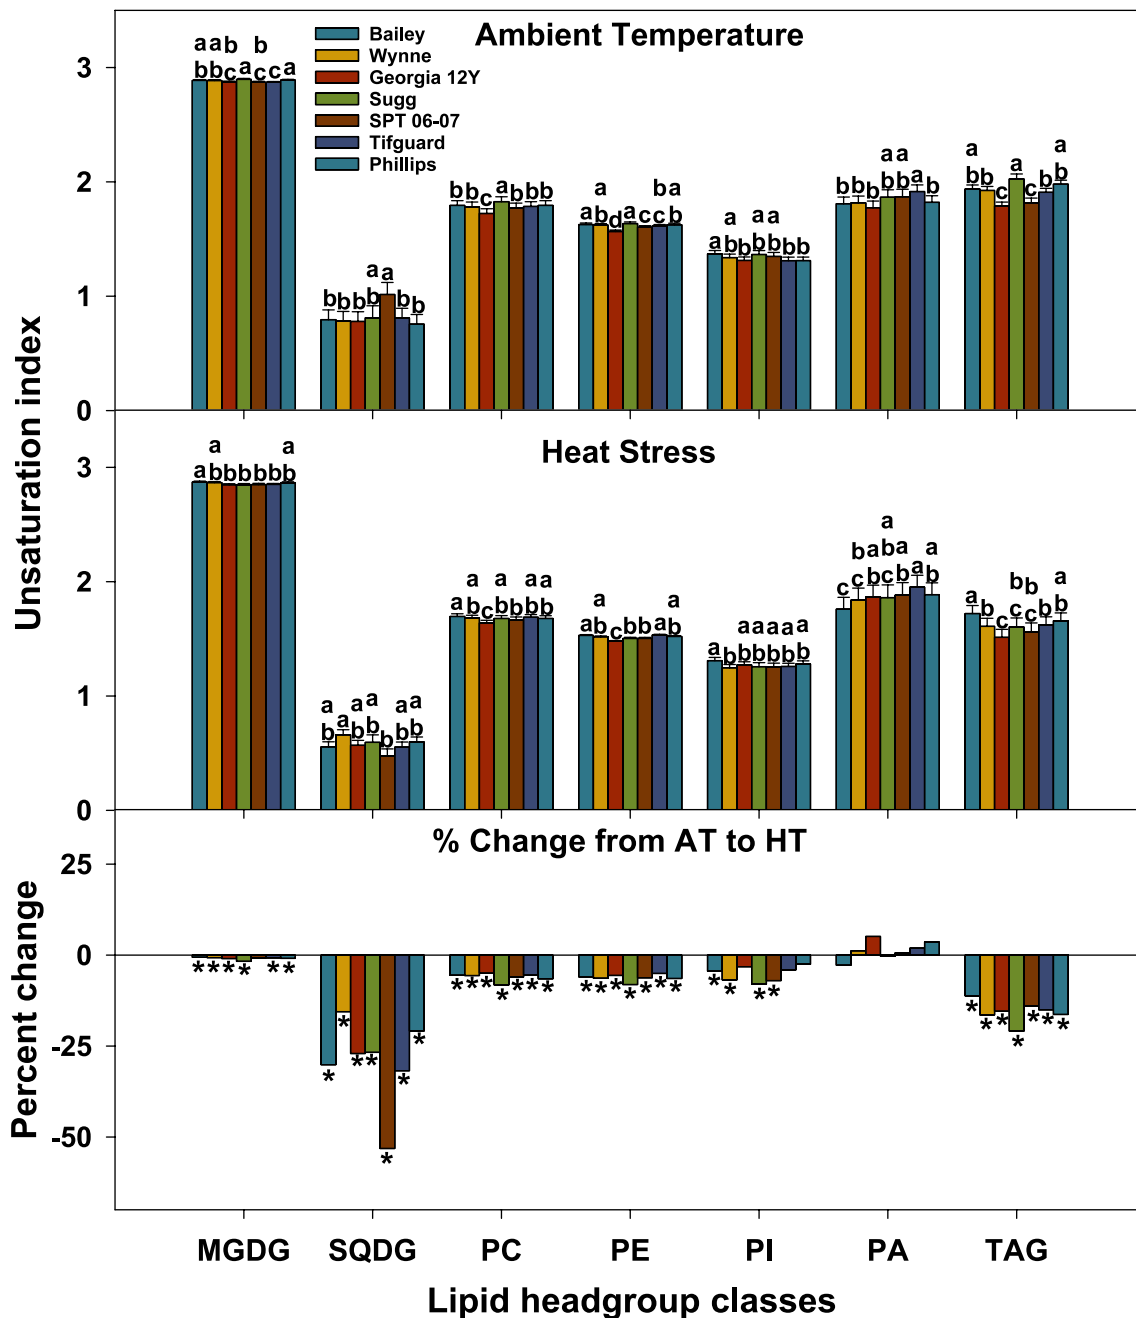 Ambient Temperature
Bailey
Wynne
Georgia 12Y
Sugg
SPT 06-07
Tifguard
Phillips
Unsaturation index
3
2
1
0
a a b b
b b c a c c a
a a
b b b b b b
a
b b c a b b b
a b a
a b d a c c b
a a a
a b b b b b b
a a a
b b b b b b
a a a
b b c a c b b
Heat Stress
3
2
1
0
a a
a b b b b b b
a a a a a a
b b b b b b
a a a a
a b c b b b b
a a
a b c b b a b
a a a a a
a b b b b b b
a
b a b a a a
c c b c b b
b b a
a b c c c b b
% Change from AT to HT
Percent change
25
0
-25
-50
* * * * * *
* * * * * * *
* * * * * * *
* * * * * * *
* * * *
* * * * * * *
MGDG SQDG PC PE PI PA TAG
Lipid headgroup classes